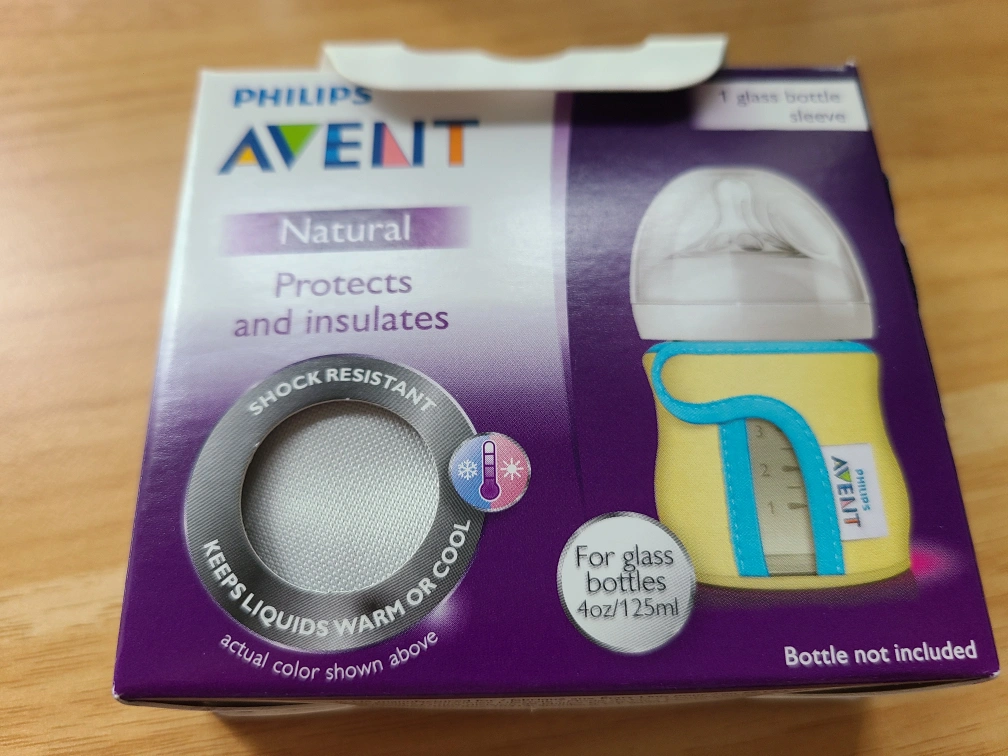 PHILIPS
AVENT
Natural
Protects
and insulates
SHOCK RESISTANT
KEEPS LIQUIDS WARM OR COOL
actual color shown above
1 glass bottle
sleeve
3
2
1
PHILIPS
AVENT
For glass
bottles
4oz/125ml
Bottle not included